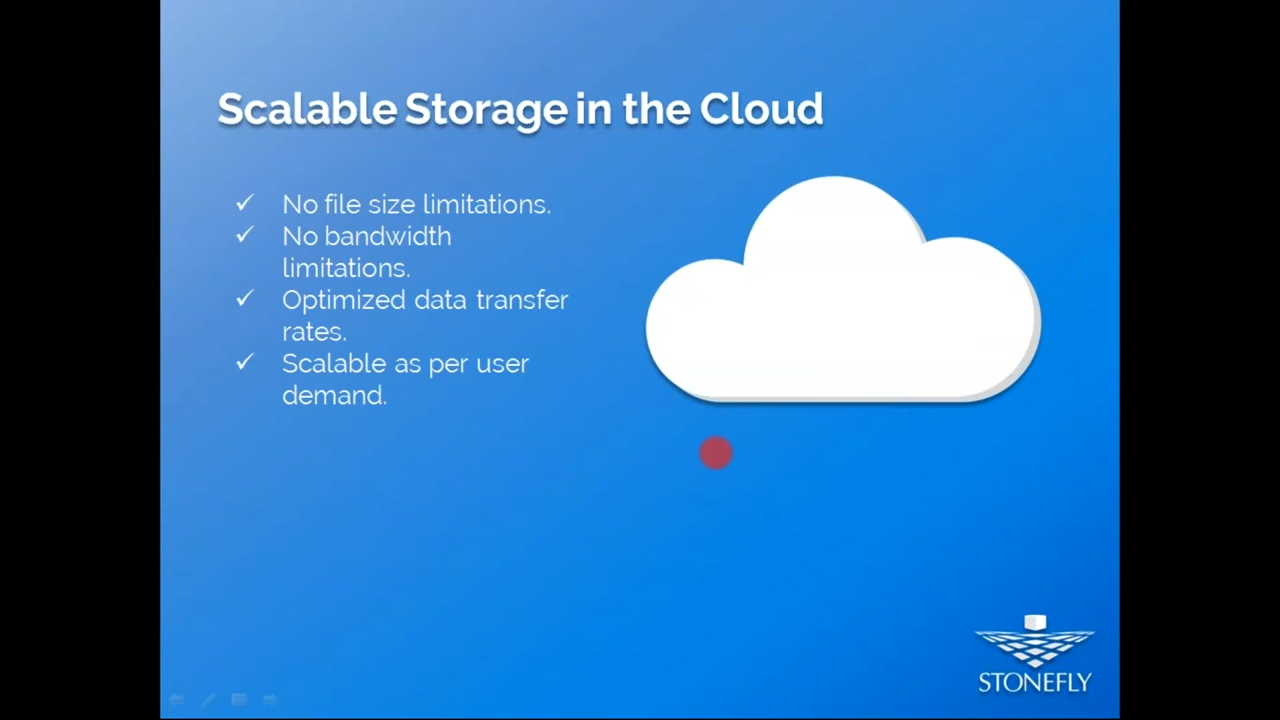 Scalable Storage in the Cloud
✓ No file size limitations.
✓ No bandwidth
limitations.
✓ Optimized data transfer
rates.
✓ Scalable as per user
demand.
STONEFLY